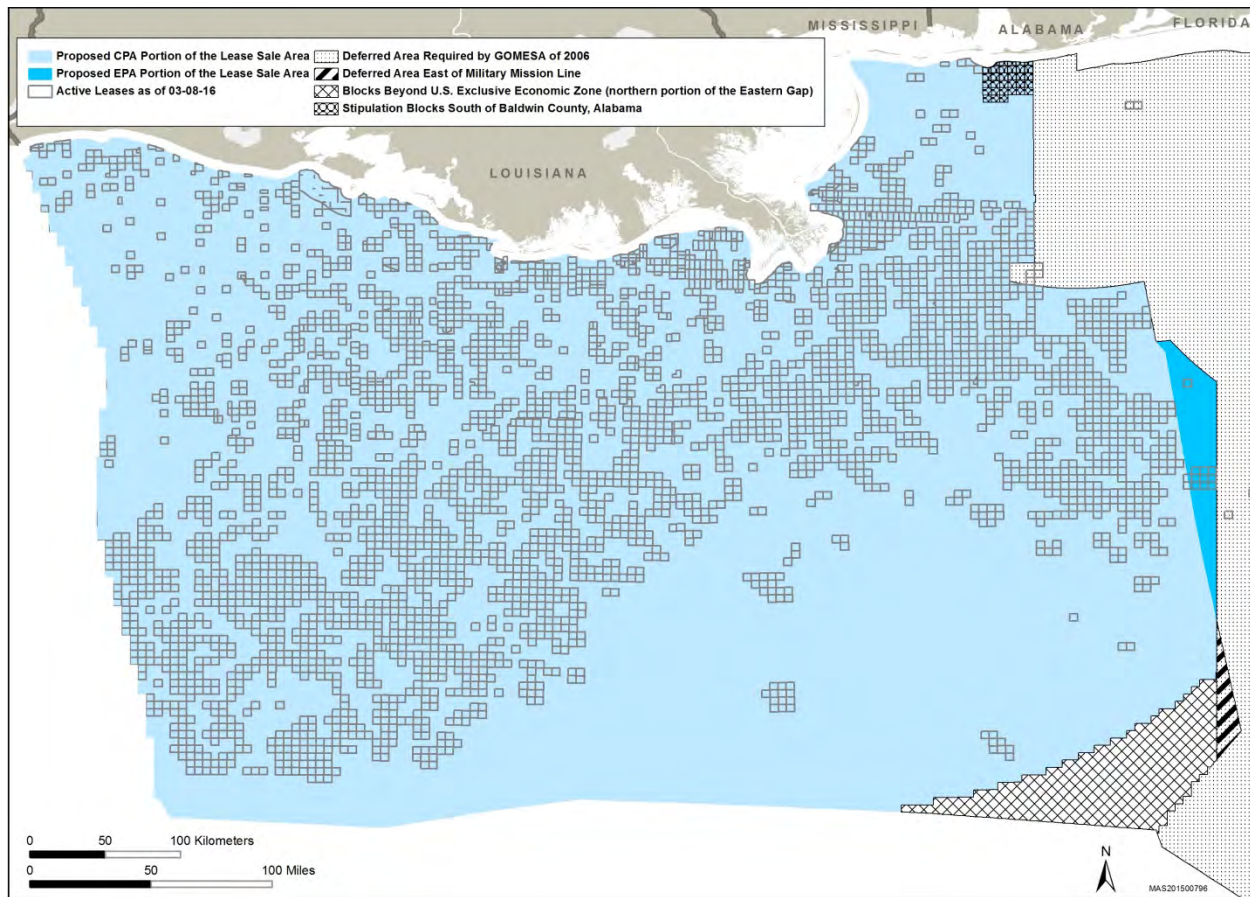 MISSISSIPPI
ALABAMA
FLORIDA
Proposed CPA Portion of the Lease Sale Area
Proposed EPA Portion of the Lease Sale Area
Active Leases as of 03-08-16
Deferred Area Required by GOMESA of 2006
Deferred Area East of Military Mission Line
Blocks Beyond U.S. Exclusive Economic Zone (northern portion of the Eastern Gap)
Stipulation Blocks South of Baldwin County, Alabama
LOUISIANA
0 50 100 Kilometers
0 50 100 Miles
N
MAS201500796